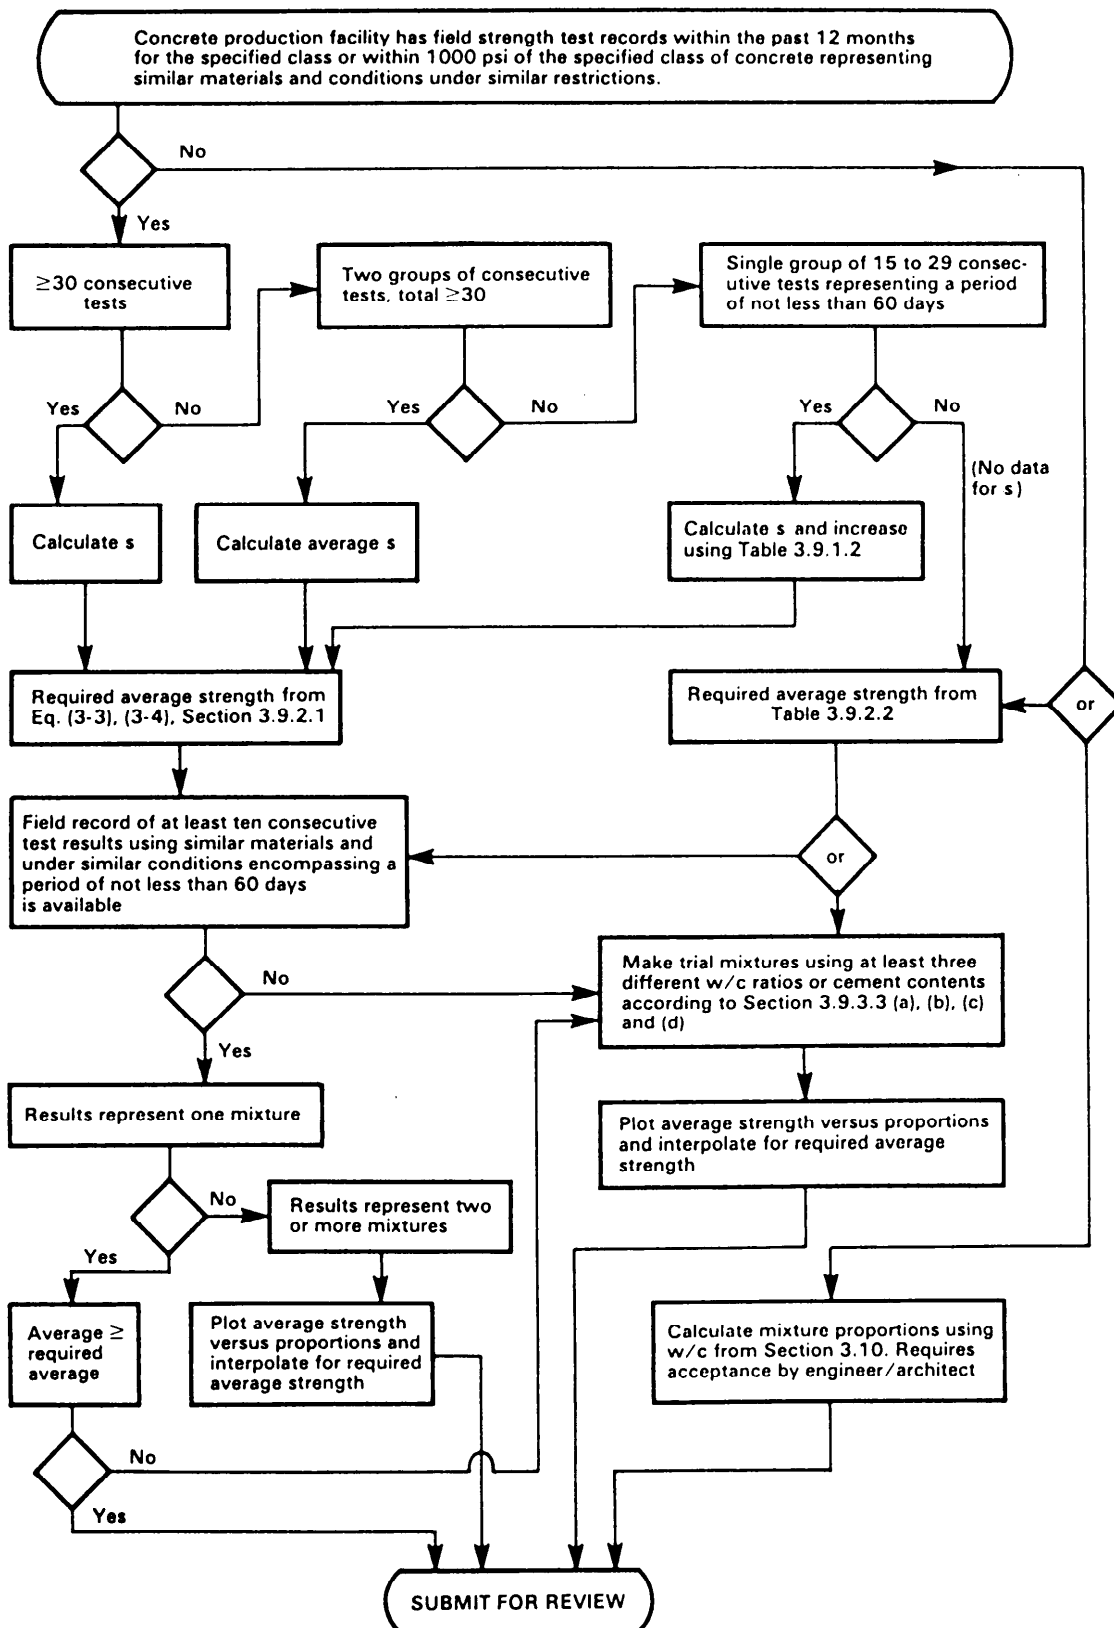 Concrete production facility has field strength test records within the past 12 months
for the specified class or within 1000 psi of the specified class of concrete representing
similar materials and conditions under similar restrictions.
No
Yes
≥30 consecutive
tests
Two groups of consecutive
tests, total ≥30
Single group of 15 to 29 consec-
utive tests representing a period
of not less than 60 days
Yes
No
Yes
No
Yes
No
(No data
for s)
Calculate s
Calculate average s
Calculate s and increase
using Table 3.9.1.2
Required average strength from
Eq. (3-3), (3-4), Section 3.9.2.1
Required average strength from
Table 3.9.2.2
or
Field record of at least ten consecutive
test results using similar materials and
under similar conditions encompassing a
period of not less than 60 days
is available
or
No
Make trial mixtures using at least three
different w/c ratios or cement contents
according to Section 3.9.3.3 (a), (b), (c)
and (d)
Yes
Results represent one mixture
Plot average strength versus proportions
and interpolate for required average
strength
No
Results represent two
or more mixtures
Yes
Average ≥
required
average
Plot average strength
versus proportions and
interpolate for required
average strength
Calculate mixture proportions using
w/c from Section 3.10. Requires
acceptance by engineer/architect
No
Yes
SUBMIT FOR REVIEW